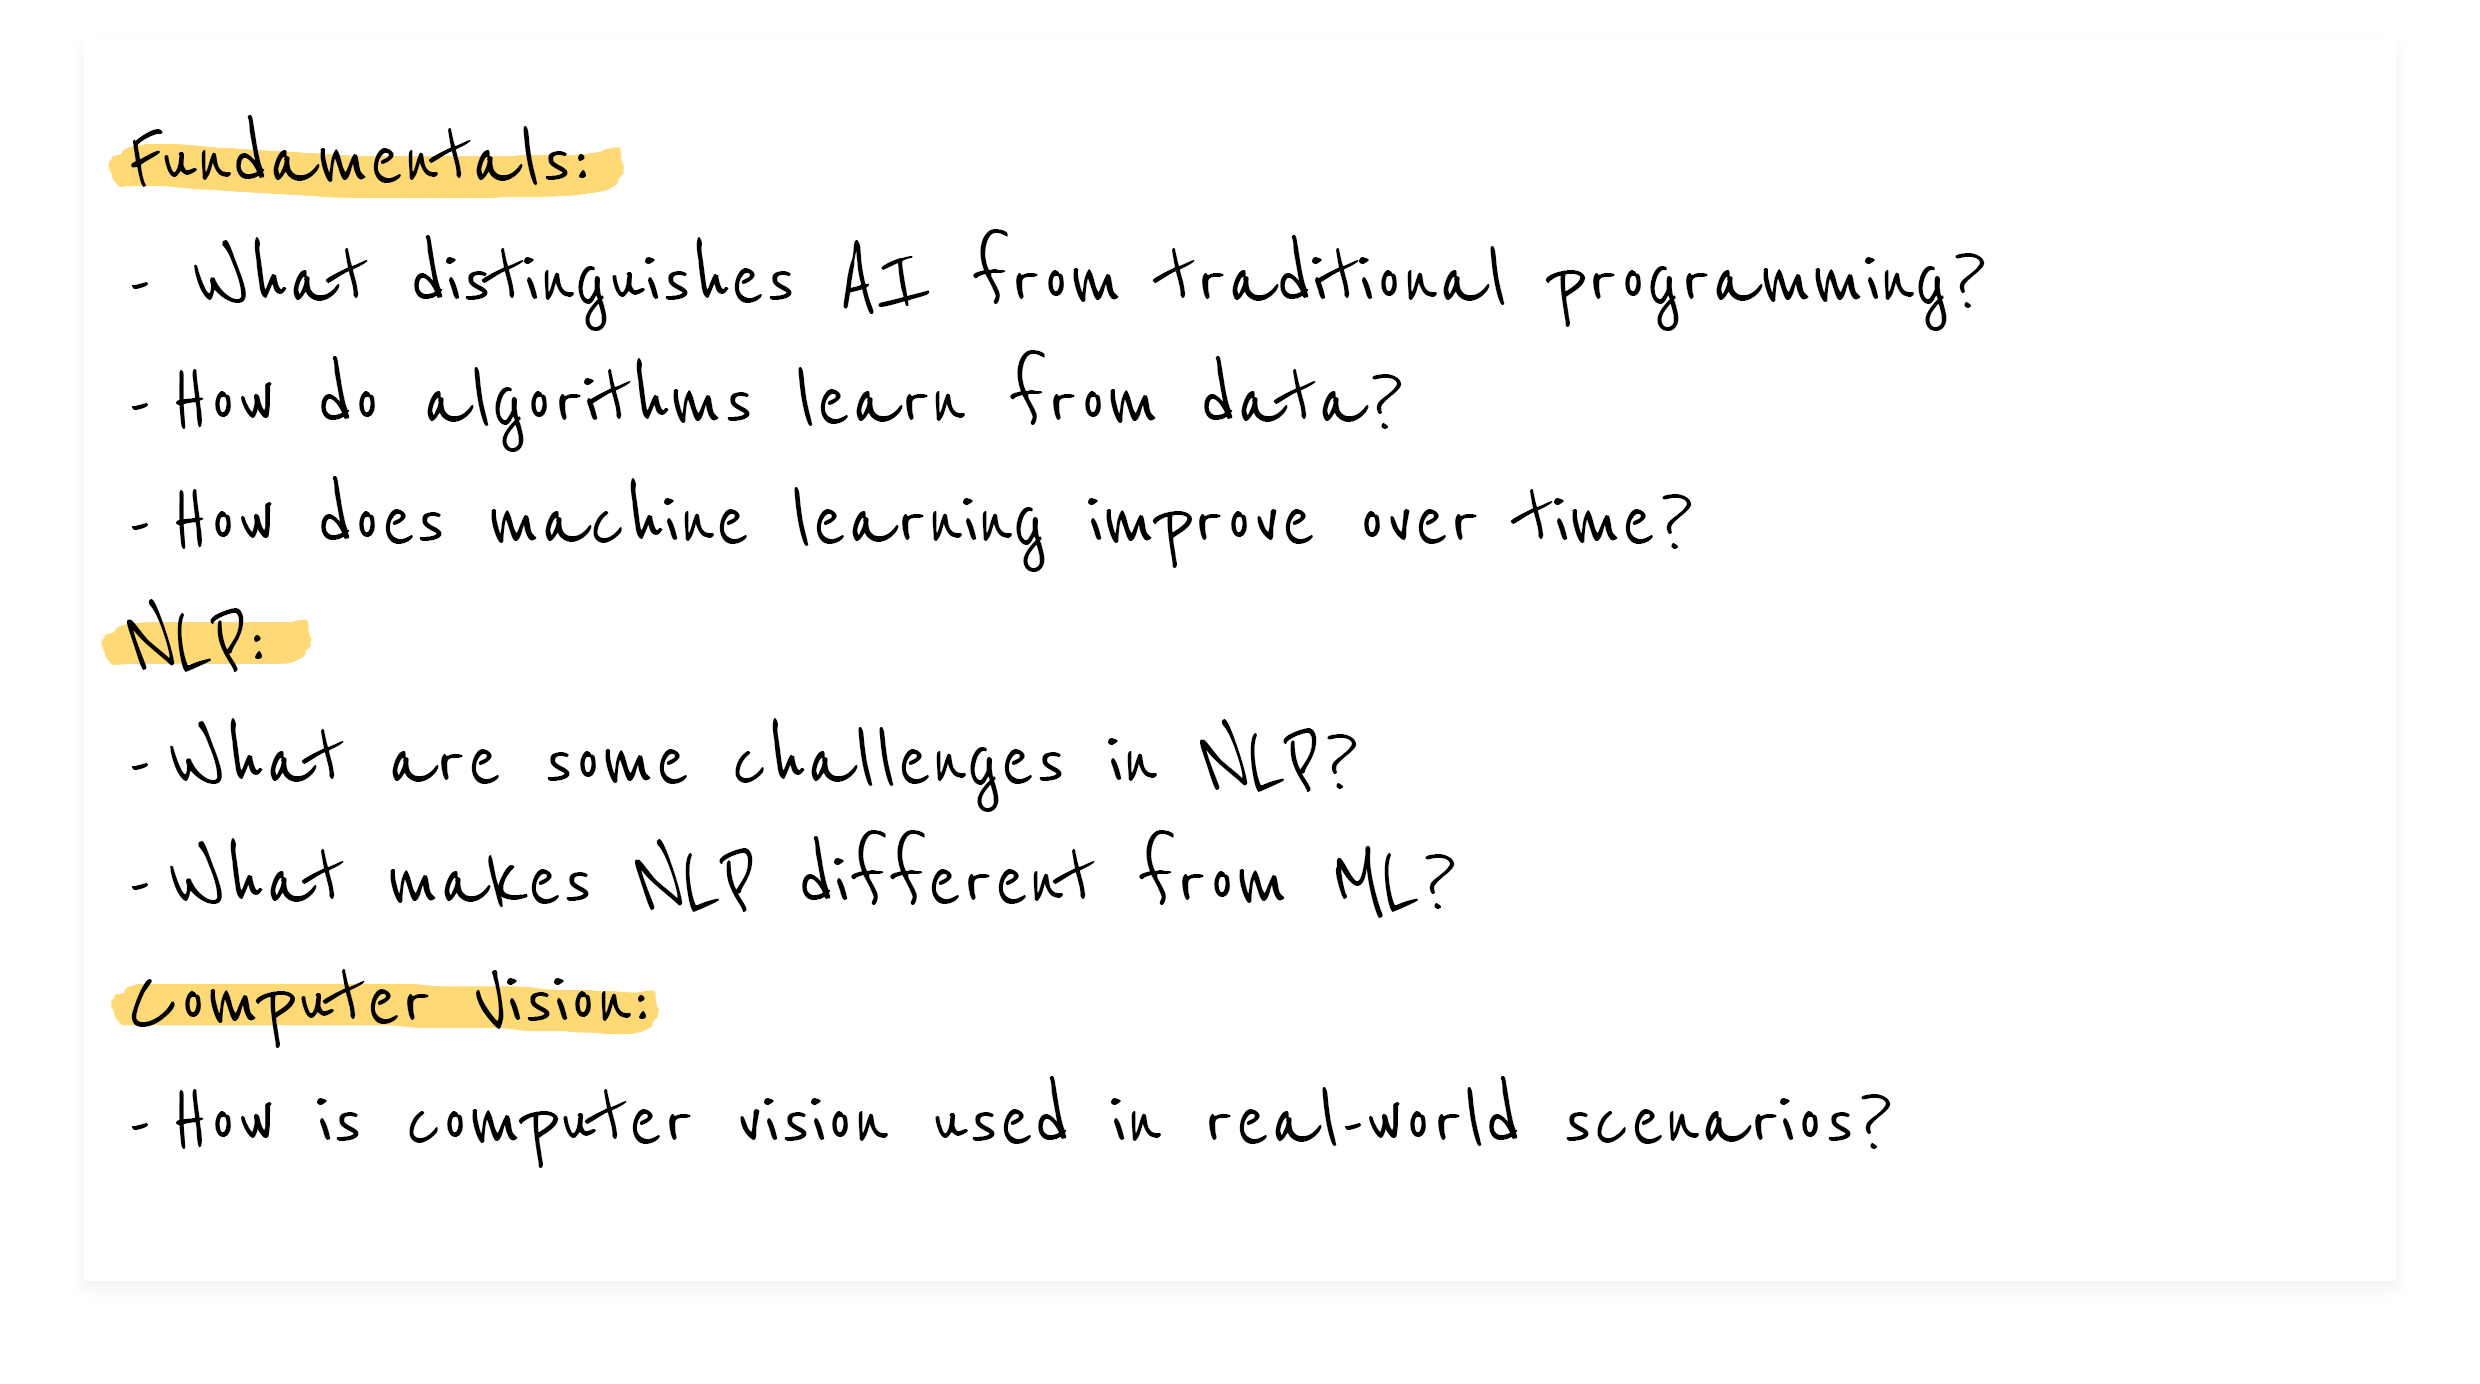 Fundamentals:
- What distinguishes AI from traditional programming?
- How do algorithms learn from data?
- How does machine learning improve over time?
NLP:
- What are some challenges in NLP?
- What makes NLP different from ML?
Computer Vision:
- How is computer vision used in real-world scenarios?